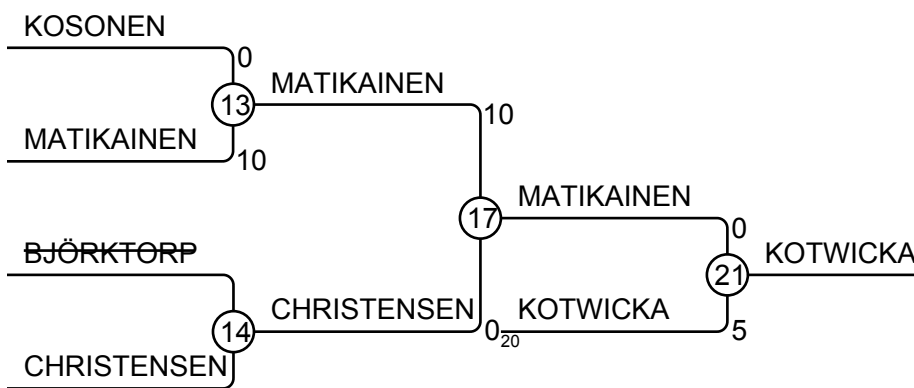 KOSONEN
0
13 MATIKAINEN
10
MATIKAINEN
10
17 MATIKAINEN
0
BJÖRKTORP
21 KOTWICKA
14 CHRISTENSEN
0
20 KOTWICKA
5
CHRISTENSEN